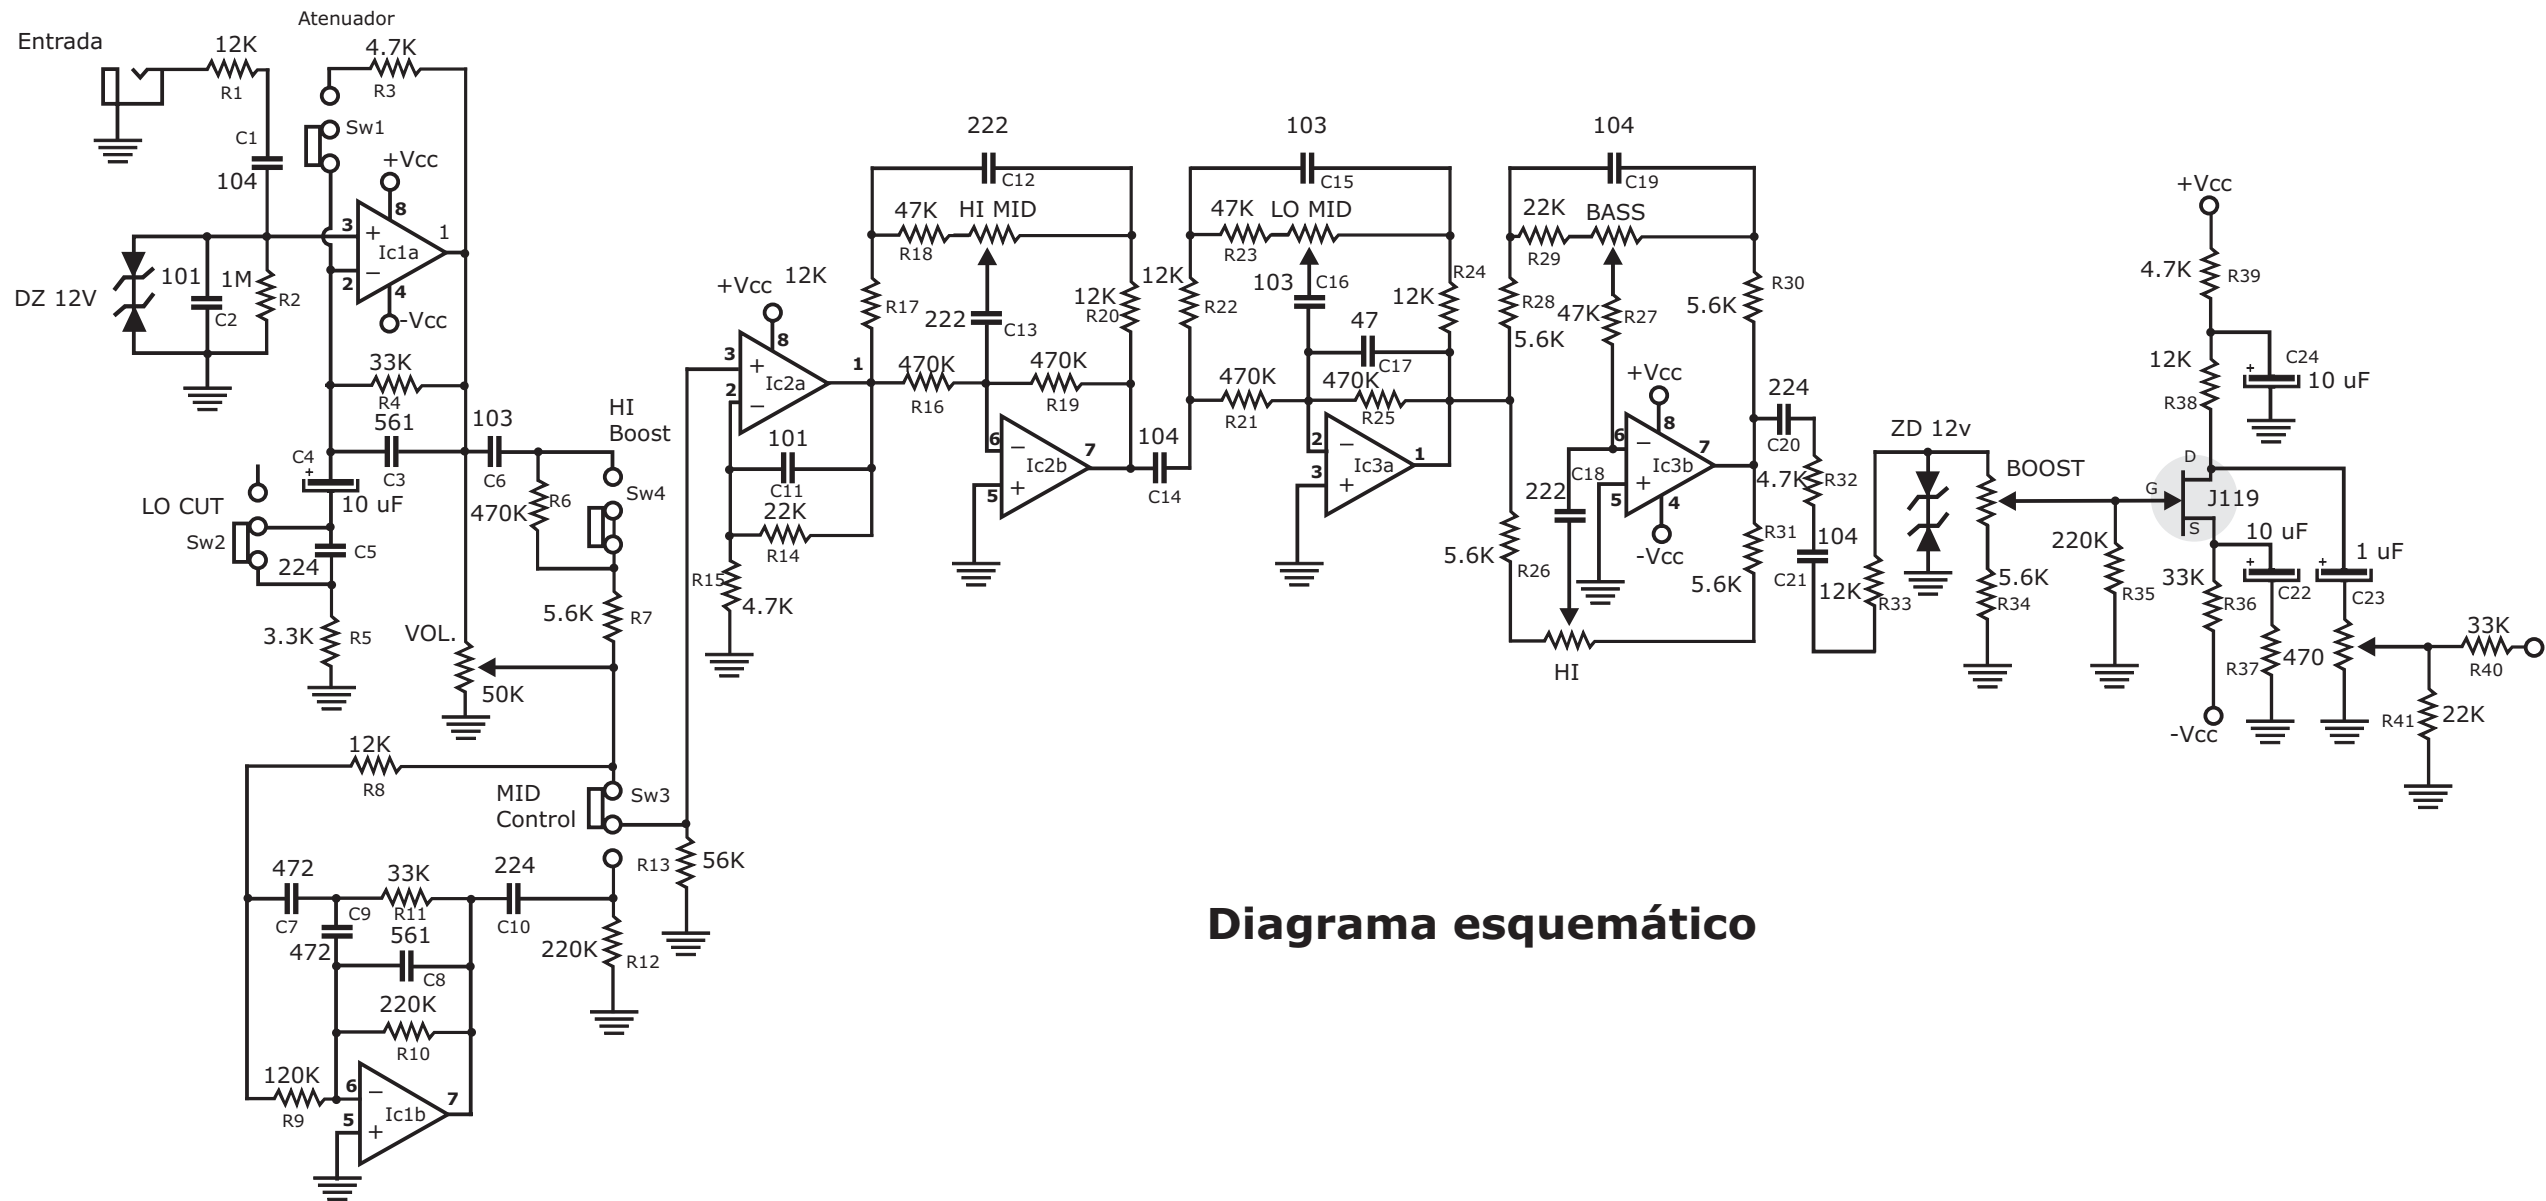 Atenuador
Entrada
12K
R1
4.7K
R3
C1
104
Sw1
+Vcc
8
3
+
1
Ic1a
−
2
4
-Vcc
DZ 12V
101
C2
1M
R2
33K
R4
561
C3
103
C6
HI
Boost
C4
+
10 uF
LO CUT
Sw2
224
C5
470K
R6
Sw4
3.3K
R5
VOL.
50K
5.6K
R7
12K
R8
MID
Control
Sw3
R13
56K
472
C7
C9
472
33K
R11
224
C10
561
C8
220K
R12
220K
R10
120K
R9
6
−
7
Ic1b
5
+
+Vcc
12K
8
3
+
1
Ic2a
2
−
101
C11
22K
R14
R15
4.7K
222
C12
47K
R18
HI MID
R17
222
C13
12K
R20
470K
R16
470K
R19
6
−
7
Ic2b
5
+
104
C14
103
C15
12K
R22
47K
R23
LO MID
103
C16
R24
12K
47
C17
470K
R21
470K
R25
2
−
1
Ic3a
3
+
104
C19
22K
R29
BASS
R28
5.6K
47K
R27
5.6K
R30
+Vcc
8
6
−
7
Ic3b
+
5
4
-Vcc
C18
222
5.6K
R26
HI
R31
5.6K
224
C20
4.7K
R32
104
C21
12K
R33
ZD 12v
BOOST
5.6K
R34
220K
R35
+Vcc
4.7K
R39
12K
R38
C24
+
10 uF
D
G
J119
S
10 uF
+
C22
1 uF
+
C23
33K
R36
R37
470
-Vcc
33K
R40
R41
22K
Diagrama esquemático